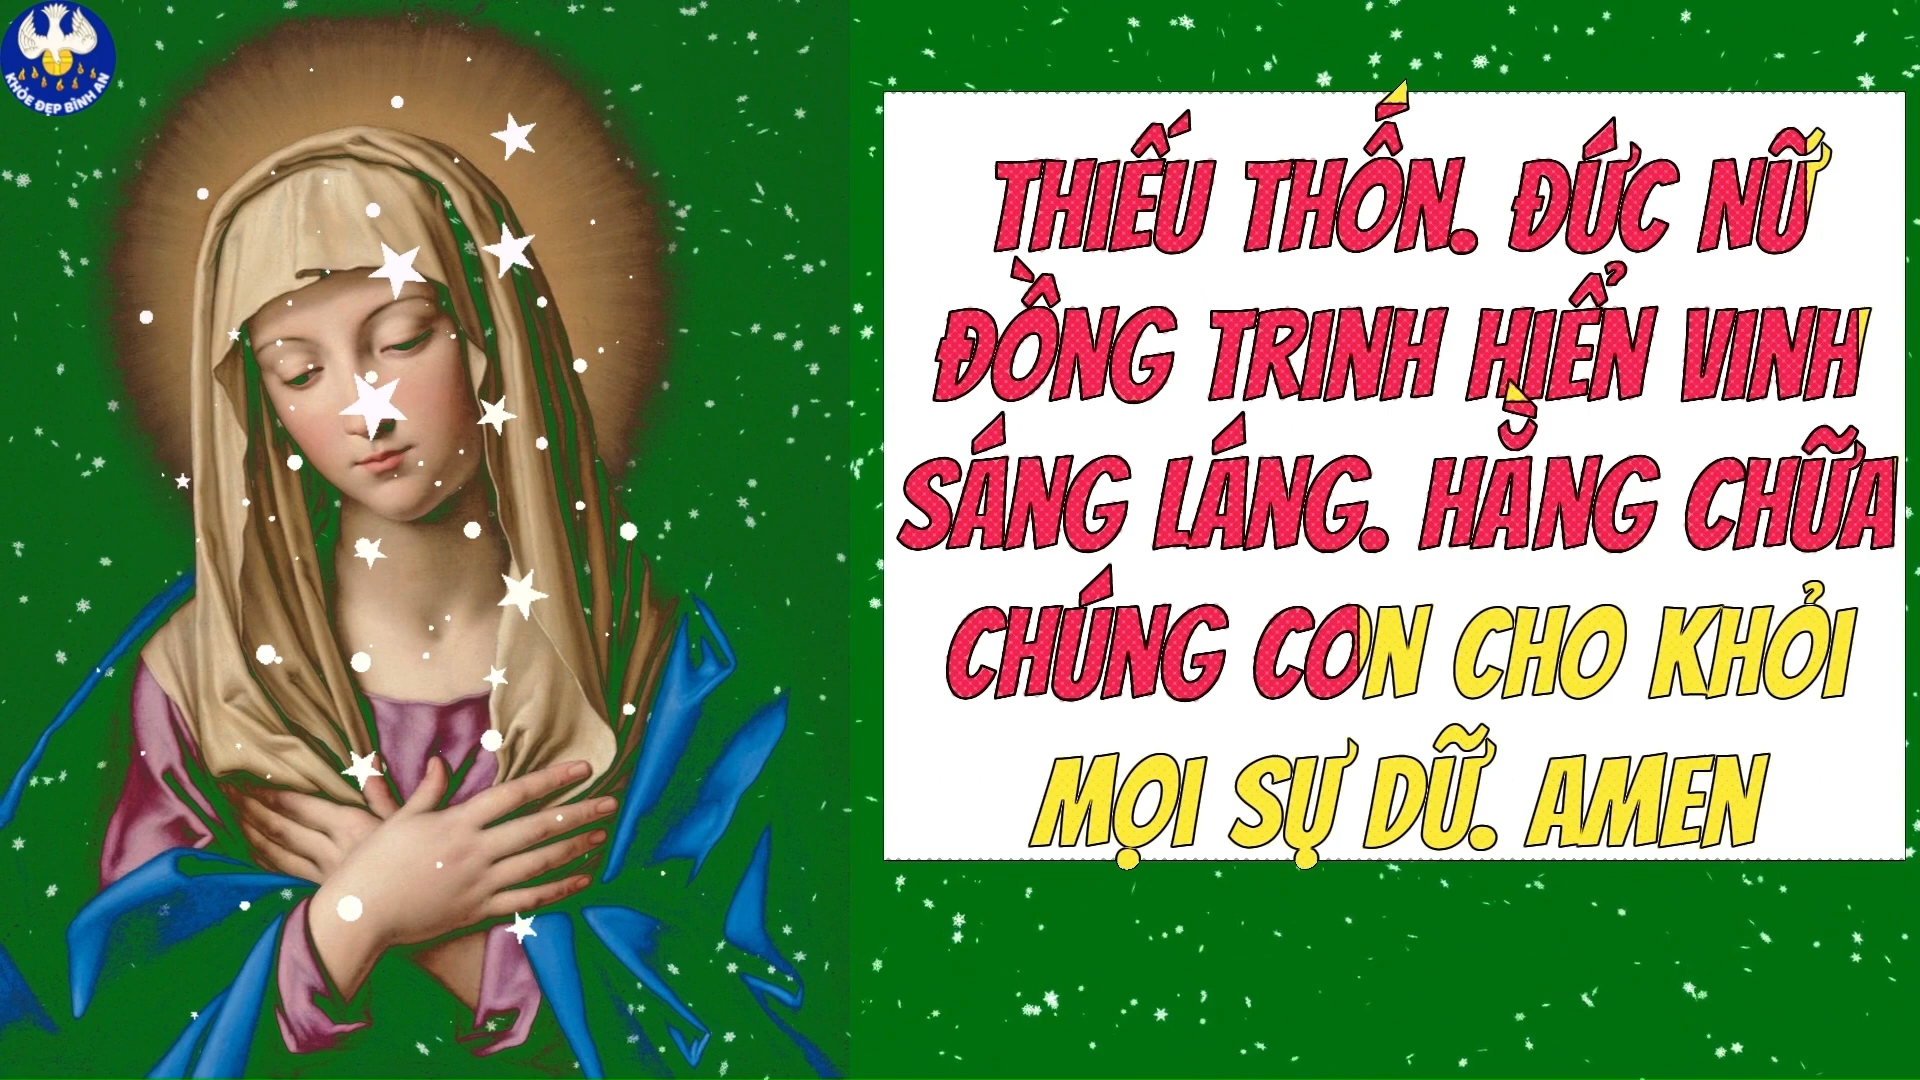 KHỎE ĐẸP BÌNH AN
THIẾU THỐN. ĐỨC NỮ
ĐỒNG TRINH HIỂN VINH
SÁNG LÁNG. HẰNG CHỮA
CHÚNG CON CHO KHỎI
MỌI SỰ DỮ. AMEN